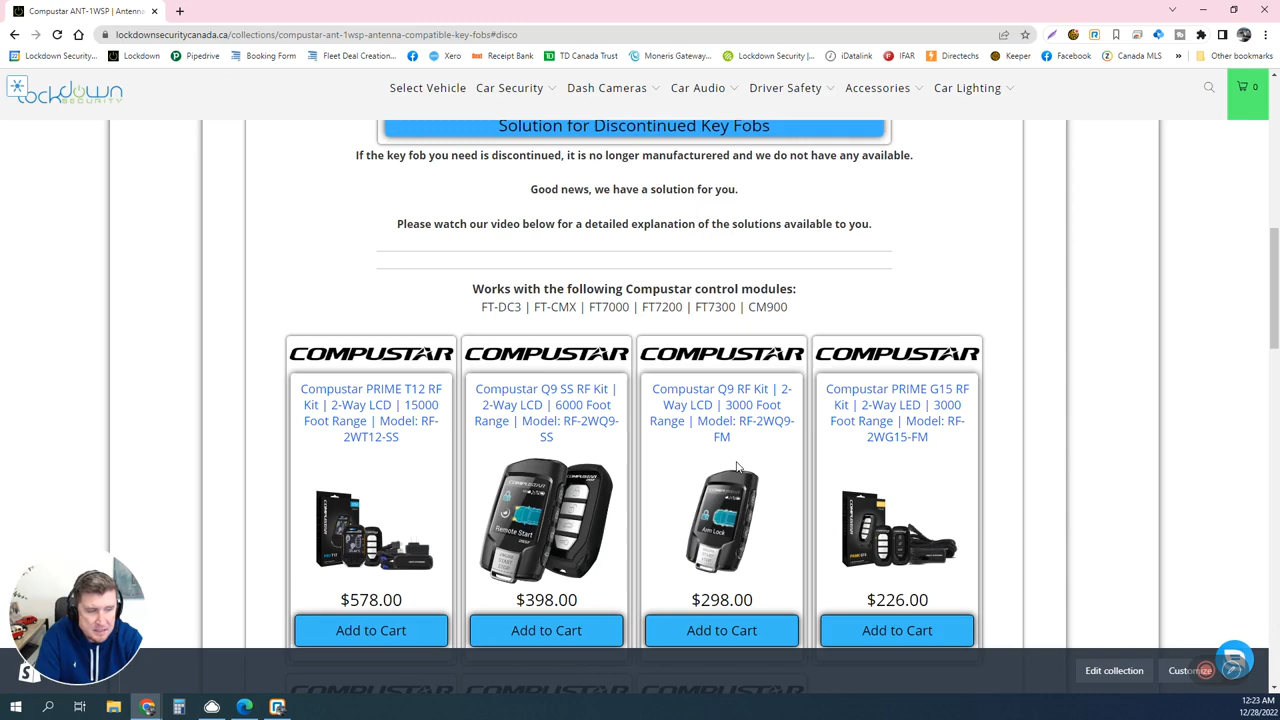 Compustar ANT-1WSP | Antenna
lockdownsecuritycanada.ca/collections/compustar-ant-1wsp-antenna-compatible-key-fobs#disco
Lockdown Security...
Lockdown
Pipedrive
Booking Form
Fleet Deal Creation...
Xero
Receipt Bank
TD Canada Trust
Moneris Gateway...
Lockdown Security |...
iDatalink
IFAR
Directechs
Keeper
Facebook
Canada MLS
»
Other bookmarks
lockdown
SECURITY
Select Vehicle
Car Security
Dash Cameras
Car Audio
Driver Safety
Accessories
Car Lighting
0
Solution for Discontinued Key Fobs
If the key fob you need is discontinued, it is no longer manufacturered and we do not have any available.
Good news, we have a solution for you.
Please watch our video below for a detailed explanation of the solutions available to you.
Works with the following Compustar control modules:
FT-DC3 | FT-CMX | FT7000 | FT7200 | FT7300 | CM900
COMPUSTAR
Compustar PRIME T12 RF
Kit | 2-Way LCD | 15000
Foot Range | Model: RF-
2WT12-SS
$578.00
Add to Cart
COMPUSTAR
Compustar Q9 SS RF Kit |
2-Way LCD | 6000 Foot
Range | Model: RF-2WQ9-
SS
Remote Start
$398.00
Add to Cart
COMPUSTAR
Compustar Q9 RF Kit | 2-
Way LCD | 3000 Foot
Range | Model: RF-2WQ9-
FM
Arm Lock
$298.00
Add to Cart
COMPUSTAR
Compustar PRIME G15 RF
Kit | 2-Way LED | 3000
Foot Range | Model: RF-
2WG15-FM
$226.00
Add to Cart
Edit collection
Customize
12:23 AM
12/28/2022